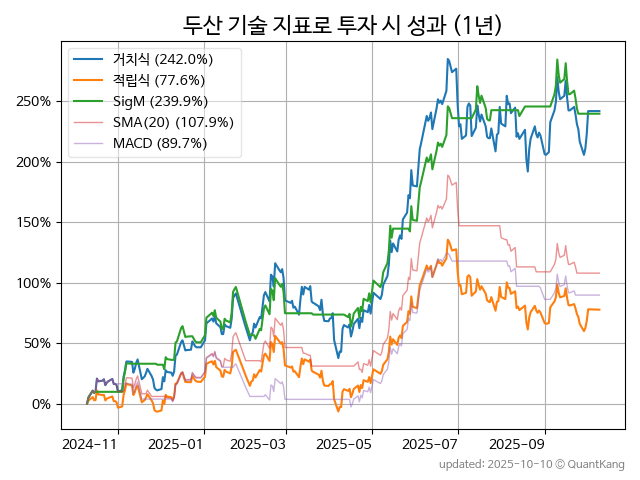 두산 기술 지표로 투자 시 성과 (1년)
거치식 (242.0%)
적립식 (77.6%)
SigM (239.9%)
SMA(20) (107.9%)
MACD (89.7%)
250%
200%
150%
100%
50%
0%
2024-11
2025-01
2025-03
2025-05
2025-07
2025-09
updated: 2025-10-10 © QuantKang